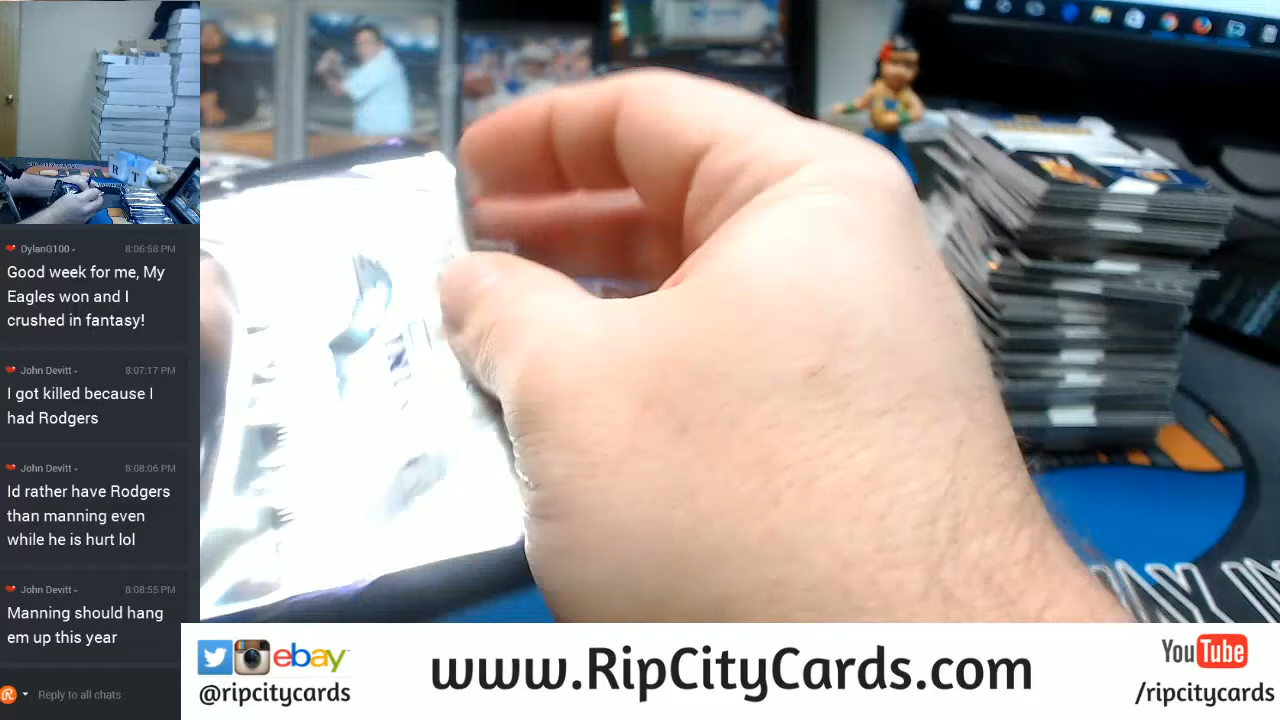 DylanG100 8:06:58 PM
Good week for me, My
Eagles won and I
crushed in fantasy!
John Devitt 8:07:17 PM
I got killed because I
had Rodgers
John Devitt 8:08:06 PM
Id rather have Rodgers
than manning even
while he is hurt lol
John Devitt 8:08:55 PM
Manning should hang
em up this year
Reply to all chats
ebay
@ripcitycards
www.RipCityCards.com
YouTube
/ripcitycards